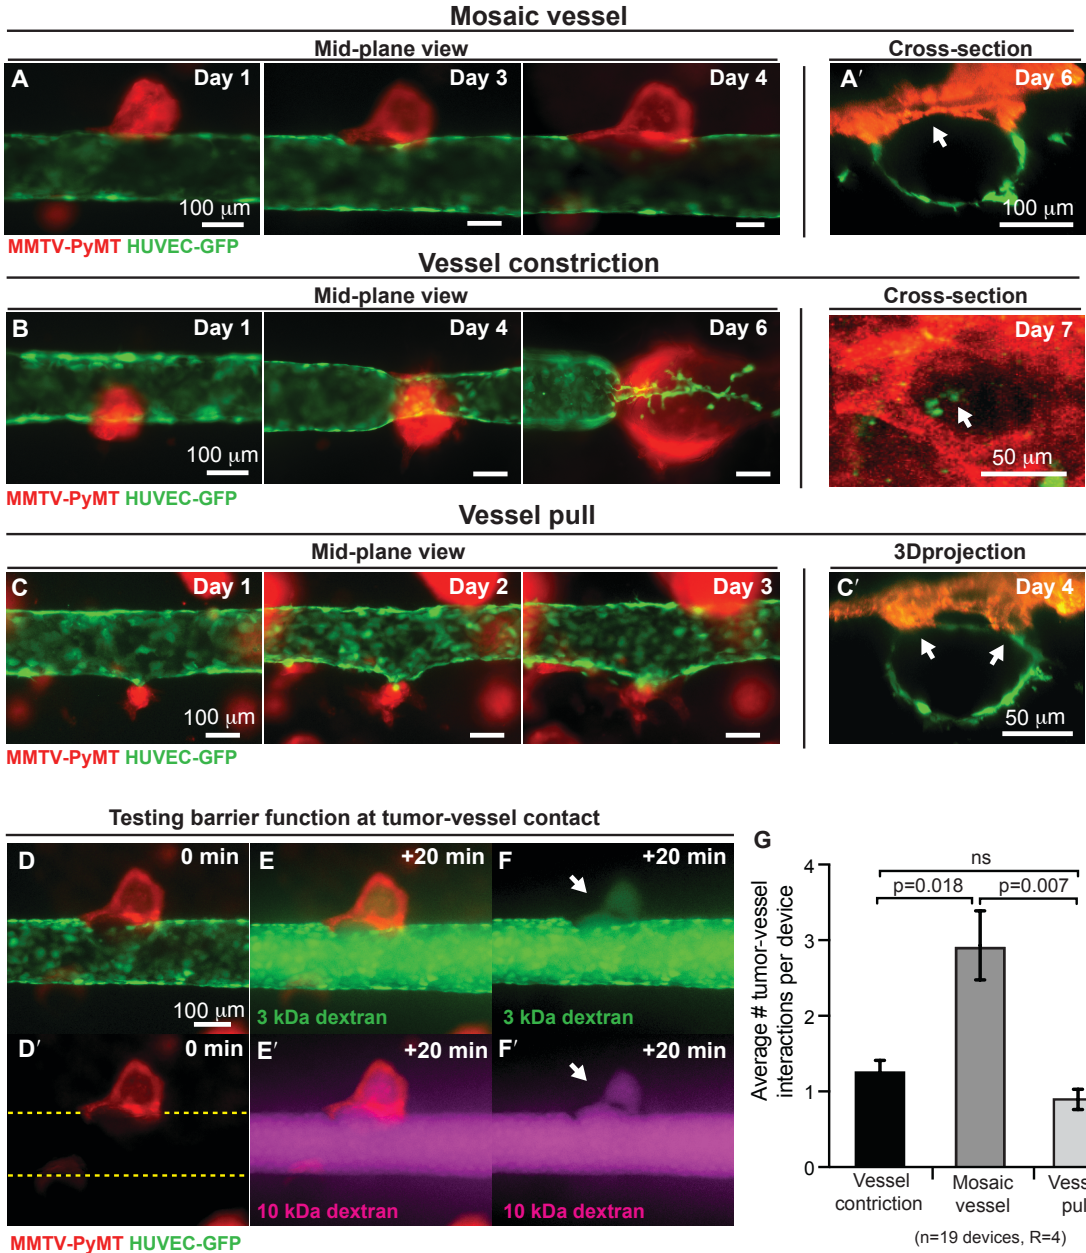 Mosaic vessel
Mid-plane view
Cross-section
A
Day 1
Day 3
Day 4
A′
Day 6
100 μm
100 μm
MMTV-PyMT HUVEC-GFP
Vessel constriction
Mid-plane view
Cross-section
B
Day 1
Day 4
Day 6
Day 7
100 μm
50 μm
MMTV-PyMT HUVEC-GFP
Vessel pull
Mid-plane view
3Dprojection
C
Day 1
Day 2
Day 3
C′
Day 4
100 μm
50 μm
MMTV-PyMT HUVEC-GFP
Testing barrier function at tumor-vessel contact
D
0 min
E
+20 min
F
+20 min
100 μm
3 kDa dextran
3 kDa dextran
D′
0 min
E′
+20 min
F′
+20 min
10 kDa dextran
10 kDa dextran
MMTV-PyMT HUVEC-GFP
G
Average # tumor-vessel
interactions per device
4
3
2
1
0
ns
p=0.018
p=0.007
Vessel
contriction
Mosaic
vessel
Vess
pul
(n=19 devices, R=4)